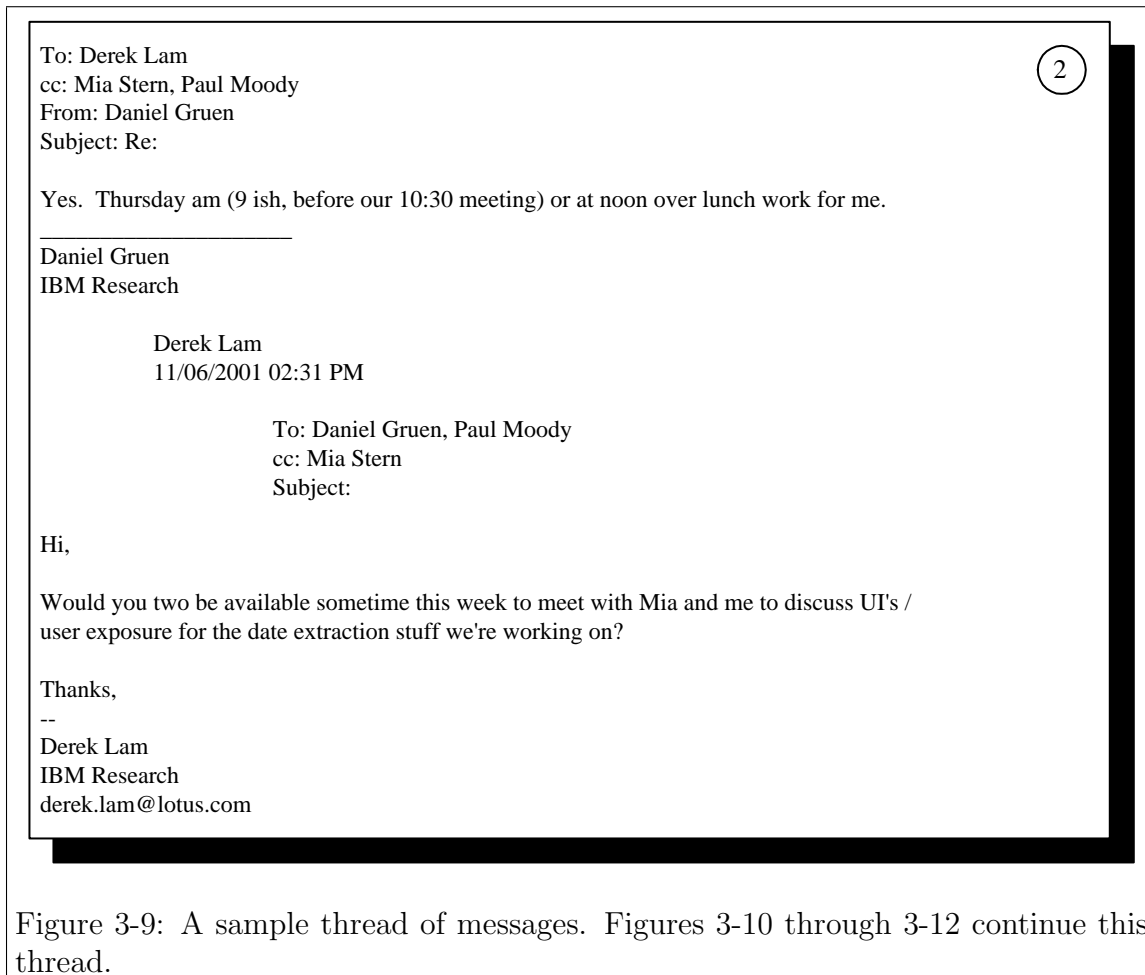 To: Derek Lam
2
cc: Mia Stern, Paul Moody
From: Daniel Gruen
Subject: Re:
Yes.  Thursday am (9 ish, before our 10:30 meeting) or at noon over lunch work for me.
_____________________
Daniel Gruen
IBM Research
Derek Lam
11/06/2001 02:31 PM
To: Daniel Gruen, Paul Moody
cc: Mia Stern
Subject:
Hi,
Would you two be available sometime this week to meet with Mia and me to discuss UI's /
user exposure for the date extraction stuff we're working on?
Thanks,
--
Derek Lam
IBM Research
derek.lam@lotus.com
Figure 3-9: A sample thread of messages. Figures 3-10 through 3-12 continue this
thread.